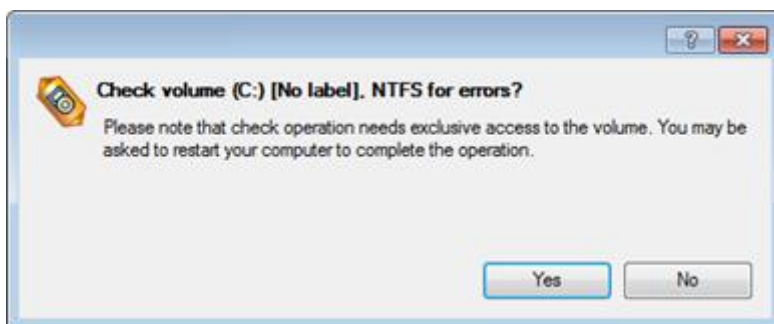 Check volume (C:) [No label], NTFS for errors?
Please note that check operation needs exclusive access to the volume. You may be
asked to restart your computer to complete the operation.
Yes No